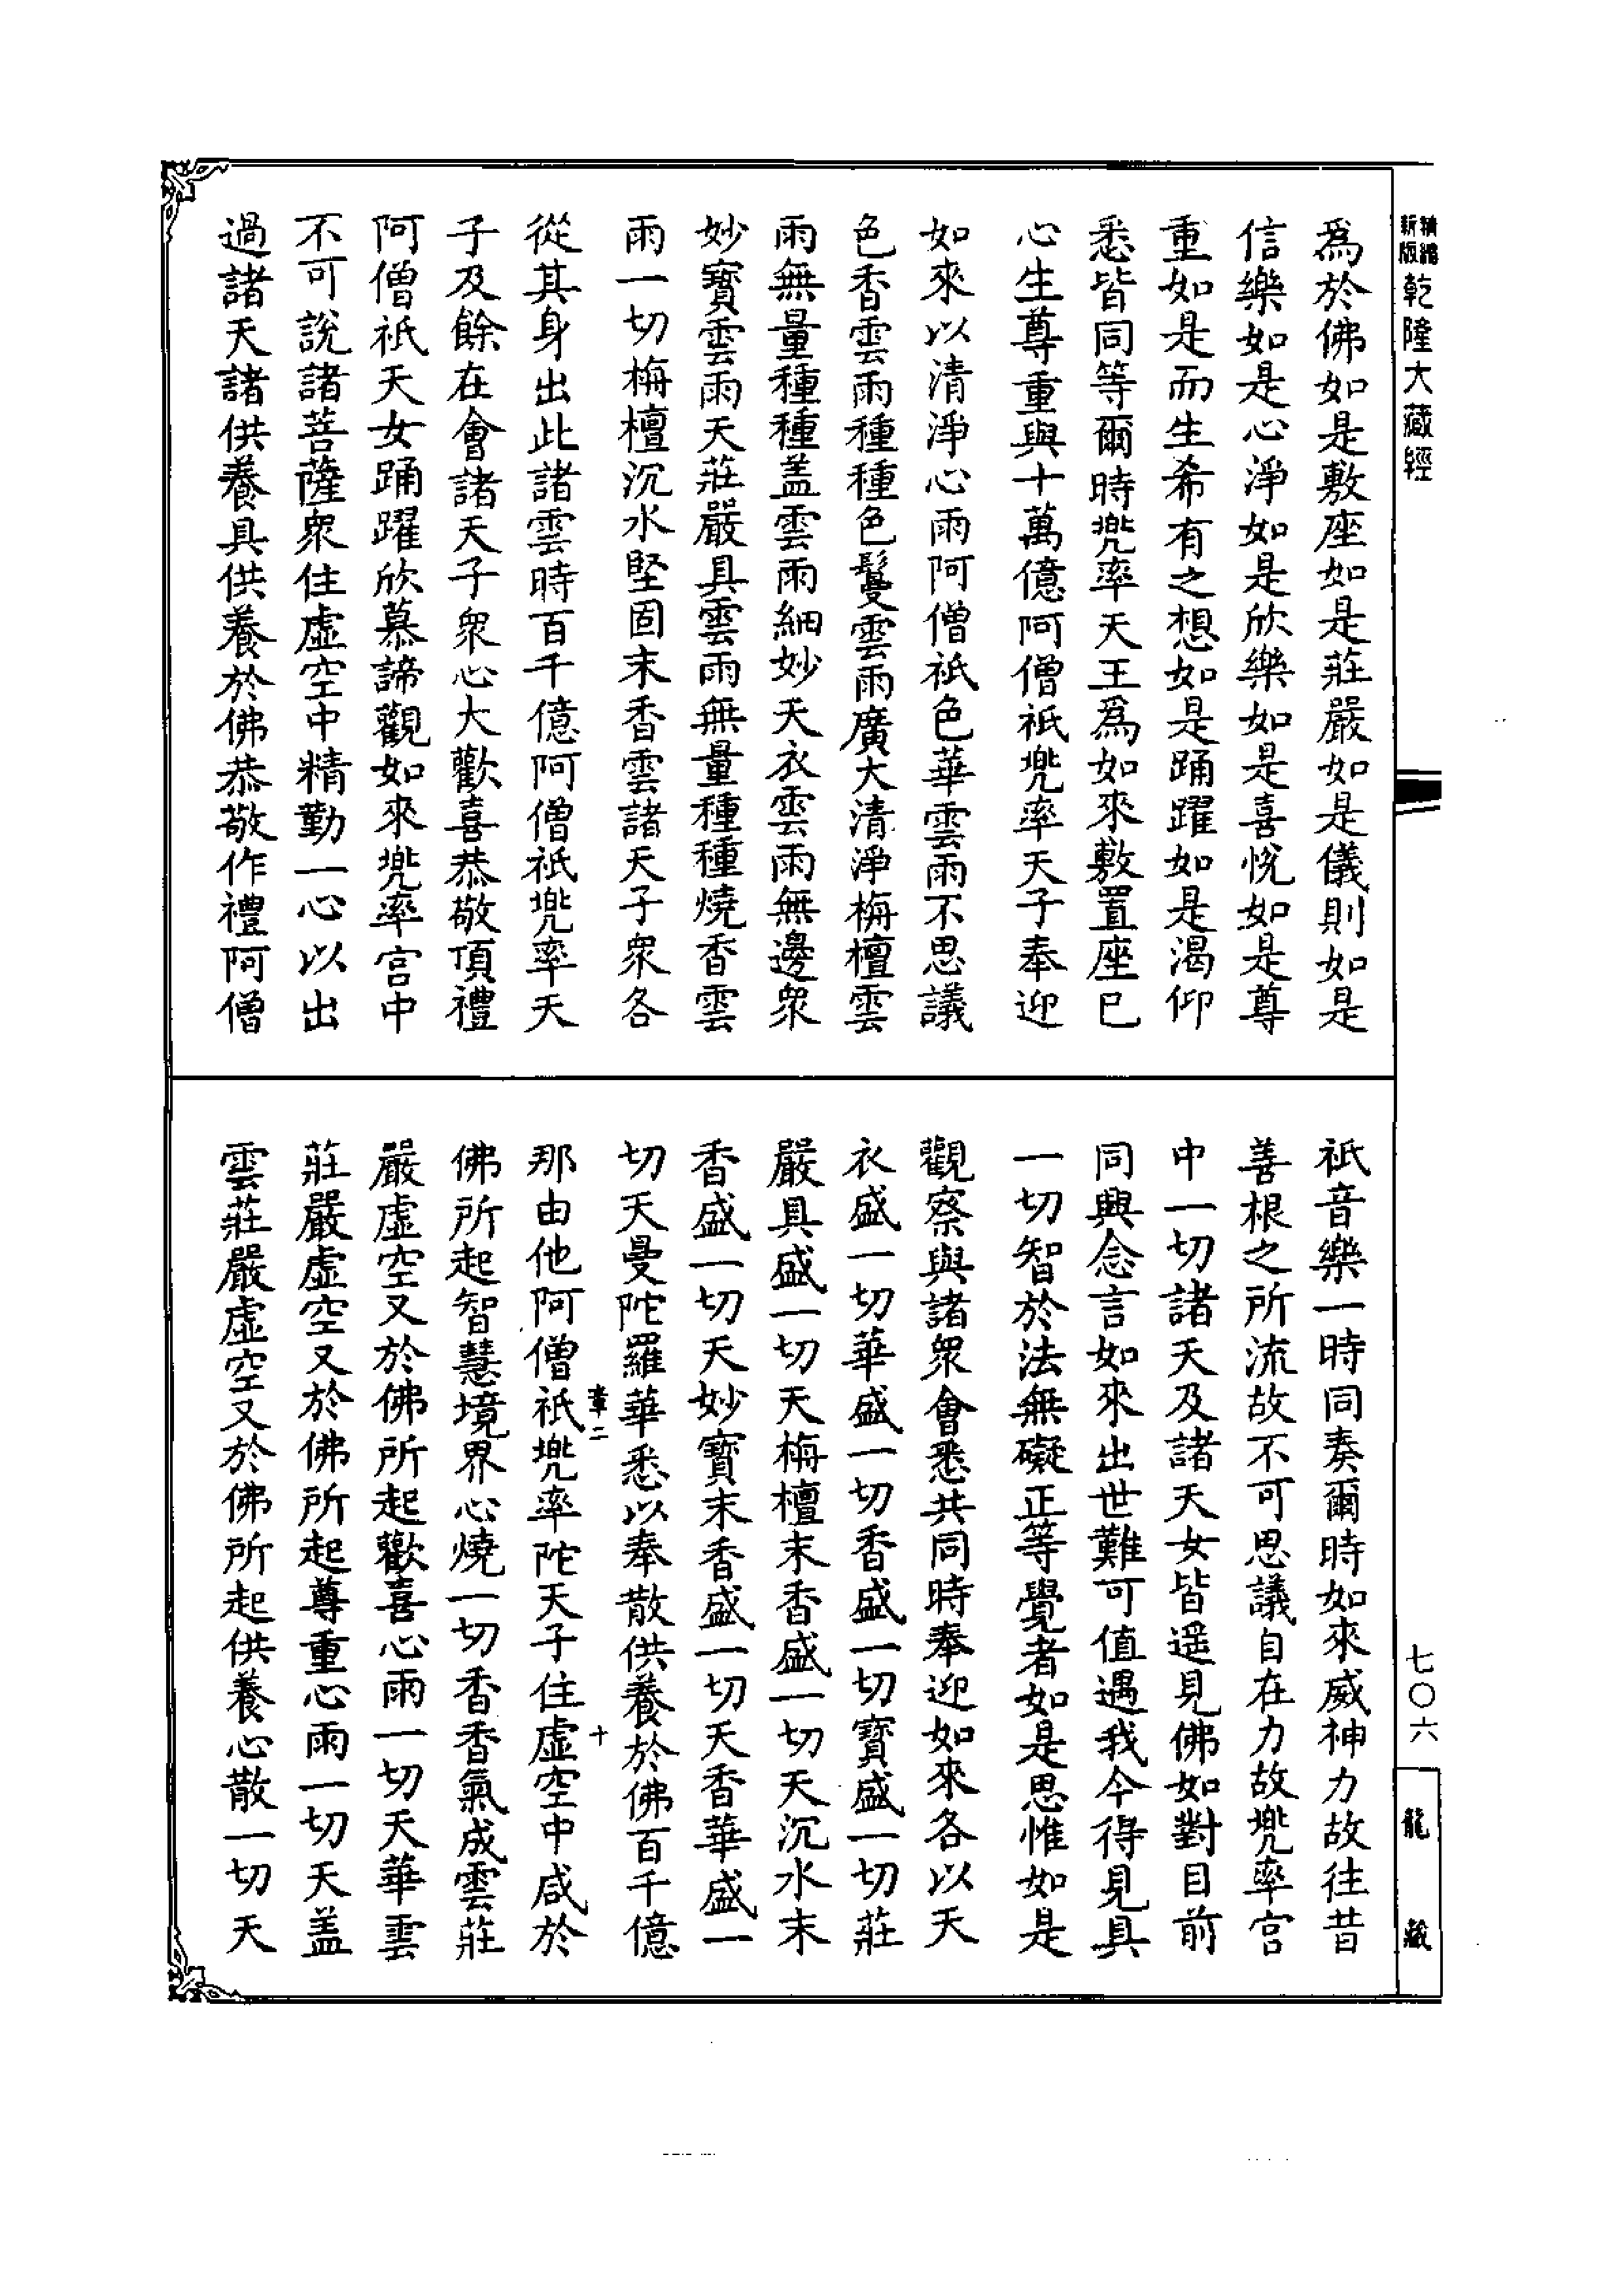 精編
新版
乾隆大藏經
為於佛如是敷座如是莊嚴如是儀則如是
信樂如是心淨如是欣樂如是喜悅如是尊
重如是而生希有之想如是踊躍如是渴仰
悉皆同等爾時兜率天王為如來敷置座已
心生尊重與十萬億阿僧祇兜率天子奉迎
如來以清淨心雨阿僧祇色華雲雨不思議
色香雲雨種種色鬘雲雨廣大清淨栴檀雲
雨無量種種盖雲雨細妙天衣雲雨無邊衆
妙寶雲雨天莊嚴具雲雨無量種種燒香雲
雨一切栴檀沉水堅固末香雲諸天子衆各
從其身出此諸雲時百千億阿僧祇兜率天
子及餘在會諸天子衆心大歡喜恭敬頂禮
阿僧祇天女踊躍欣慕諦觀如來兜率宮中
不可說諸菩薩衆住虛空中精勤一心以出
過諸天諸供養具供養於佛恭敬作禮阿僧
祇音樂一時同奏爾時如來威神力故往昔
善根之所流故不可思議自在力故兜率宮
中一切諸天及諸天女皆遥見佛如對目前
同興念言如來出世難可值遇我今得見具
一切智於法無礙正等覺者如是思惟如是
觀察與諸衆會悉共同時奉迎如來各以天
衣盛一切華盛一切香盛一切寶盛一切莊
嚴具盛一切天栴檀末香盛一切天沉水末
香盛一切天妙寶末香盛一切天香華盛一
切天曼陀羅華悉以奉散供養於佛百千億
章二
十
那由他阿僧祇兜率陀天子住虛空中咸於
佛所起智慧境界心燒一切香香氣成雲莊
嚴虛空又於佛所起歡喜心雨一切天華雲
莊嚴虛空又於佛所起尊重心雨一切天盖
雲莊嚴虛空又於佛所起供養心散一切天
七〇六
龍藏